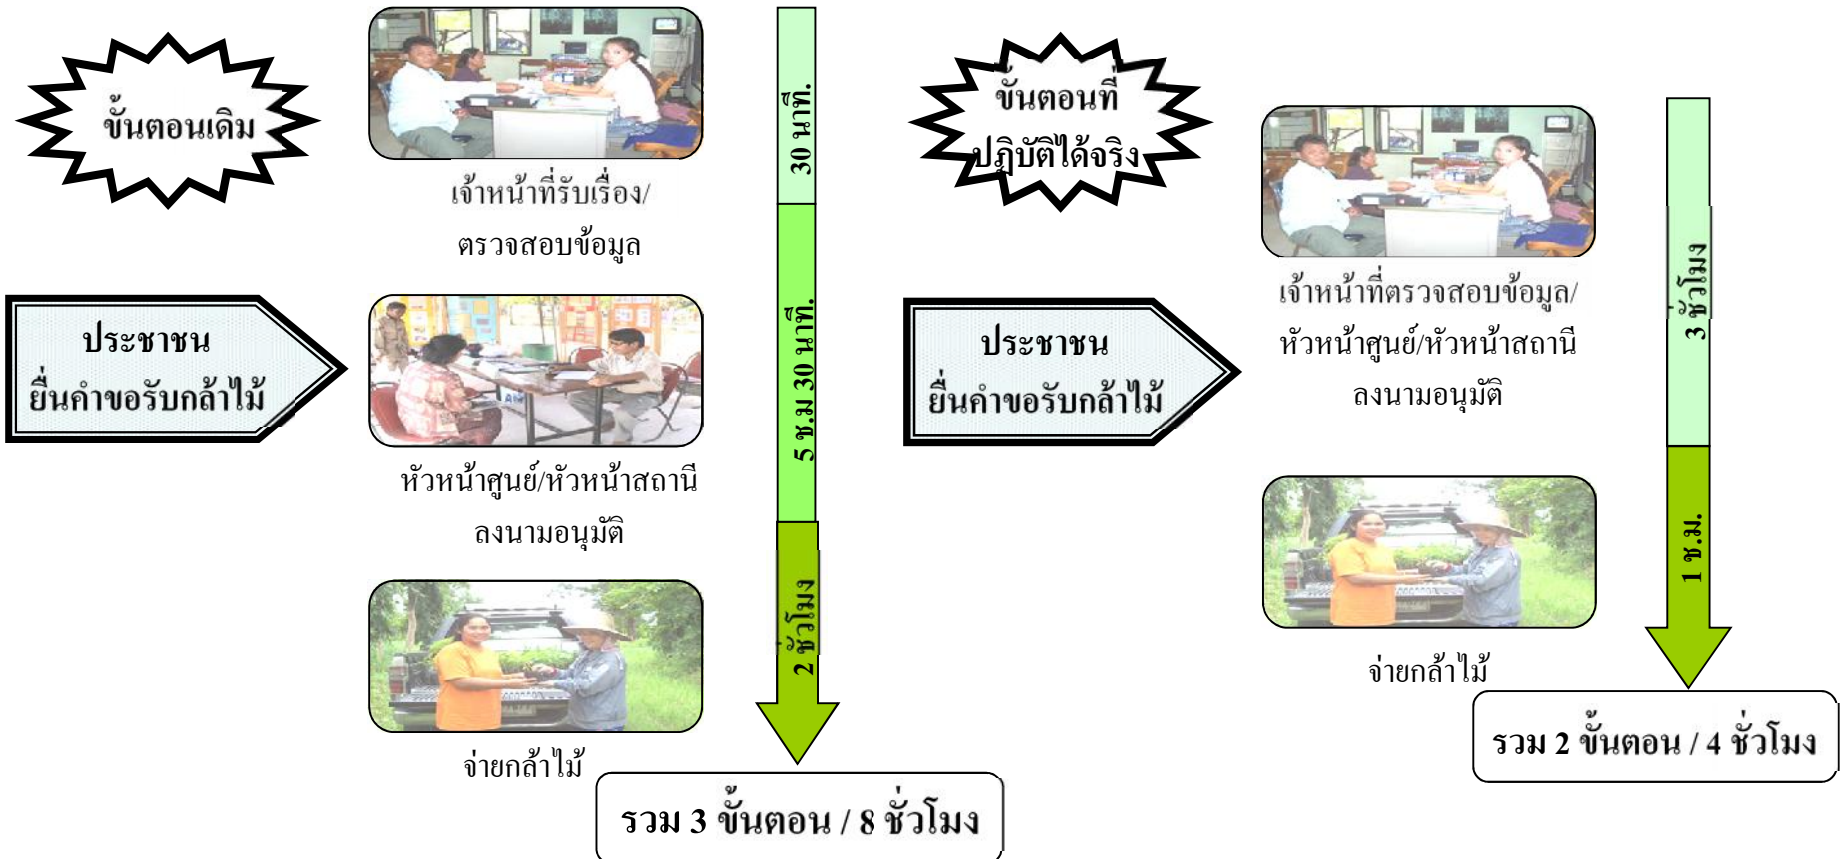 ขั้นตอนเดิม
ประชาชน
ยื่นคำขอรับกล้าไม้
เจ้าหน้าที่รับเรื่อง/
ตรวจสอบข้อมูล
หัวหน้าศูนย์/หัวหน้าสถานี
ลงนามอนุมัติ
จ่ายกล้าไม้
30 นาที.
5 ช.ม 30 นาที.
2 ชั่วโมง
รวม 3 ขั้นตอน / 8 ชั่วโมง
ขั้นตอนที่
ปฏิบัติได้จริง
ประชาชน
ยื่นคำขอรับกล้าไม้
เจ้าหน้าที่ตรวจสอบข้อมูล/
หัวหน้าศูนย์/หัวหน้าสถานี
ลงนามอนุมัติ
จ่ายกล้าไม้
3 ชั่วโมง
1 ช.ม.
รวม 2 ขั้นตอน / 4 ชั่วโมง